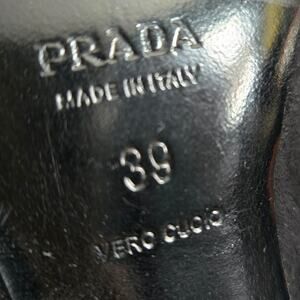 PRADA
MADE IN ITALY
39
VERO CUOIO